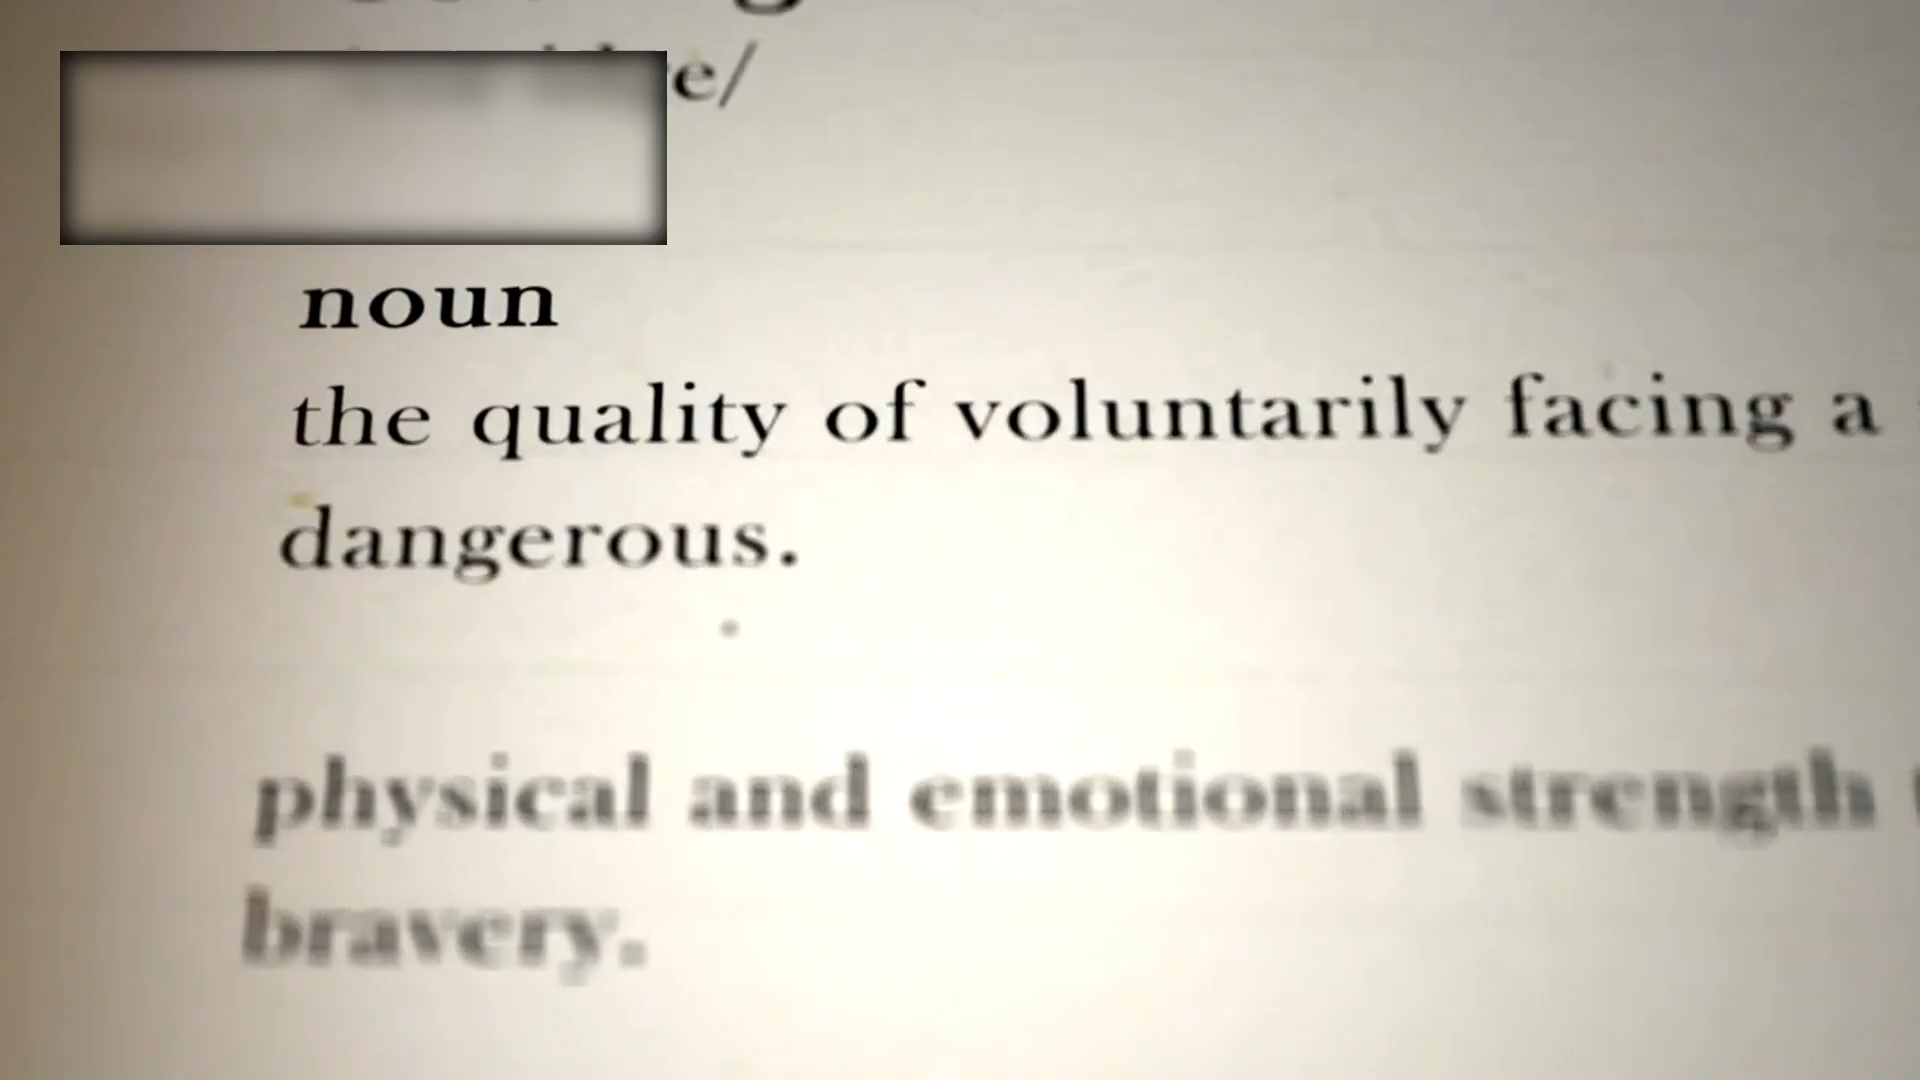 e/
noun
the quality of voluntarily facing a
dangerous.
physical and emotional strength
bravery.